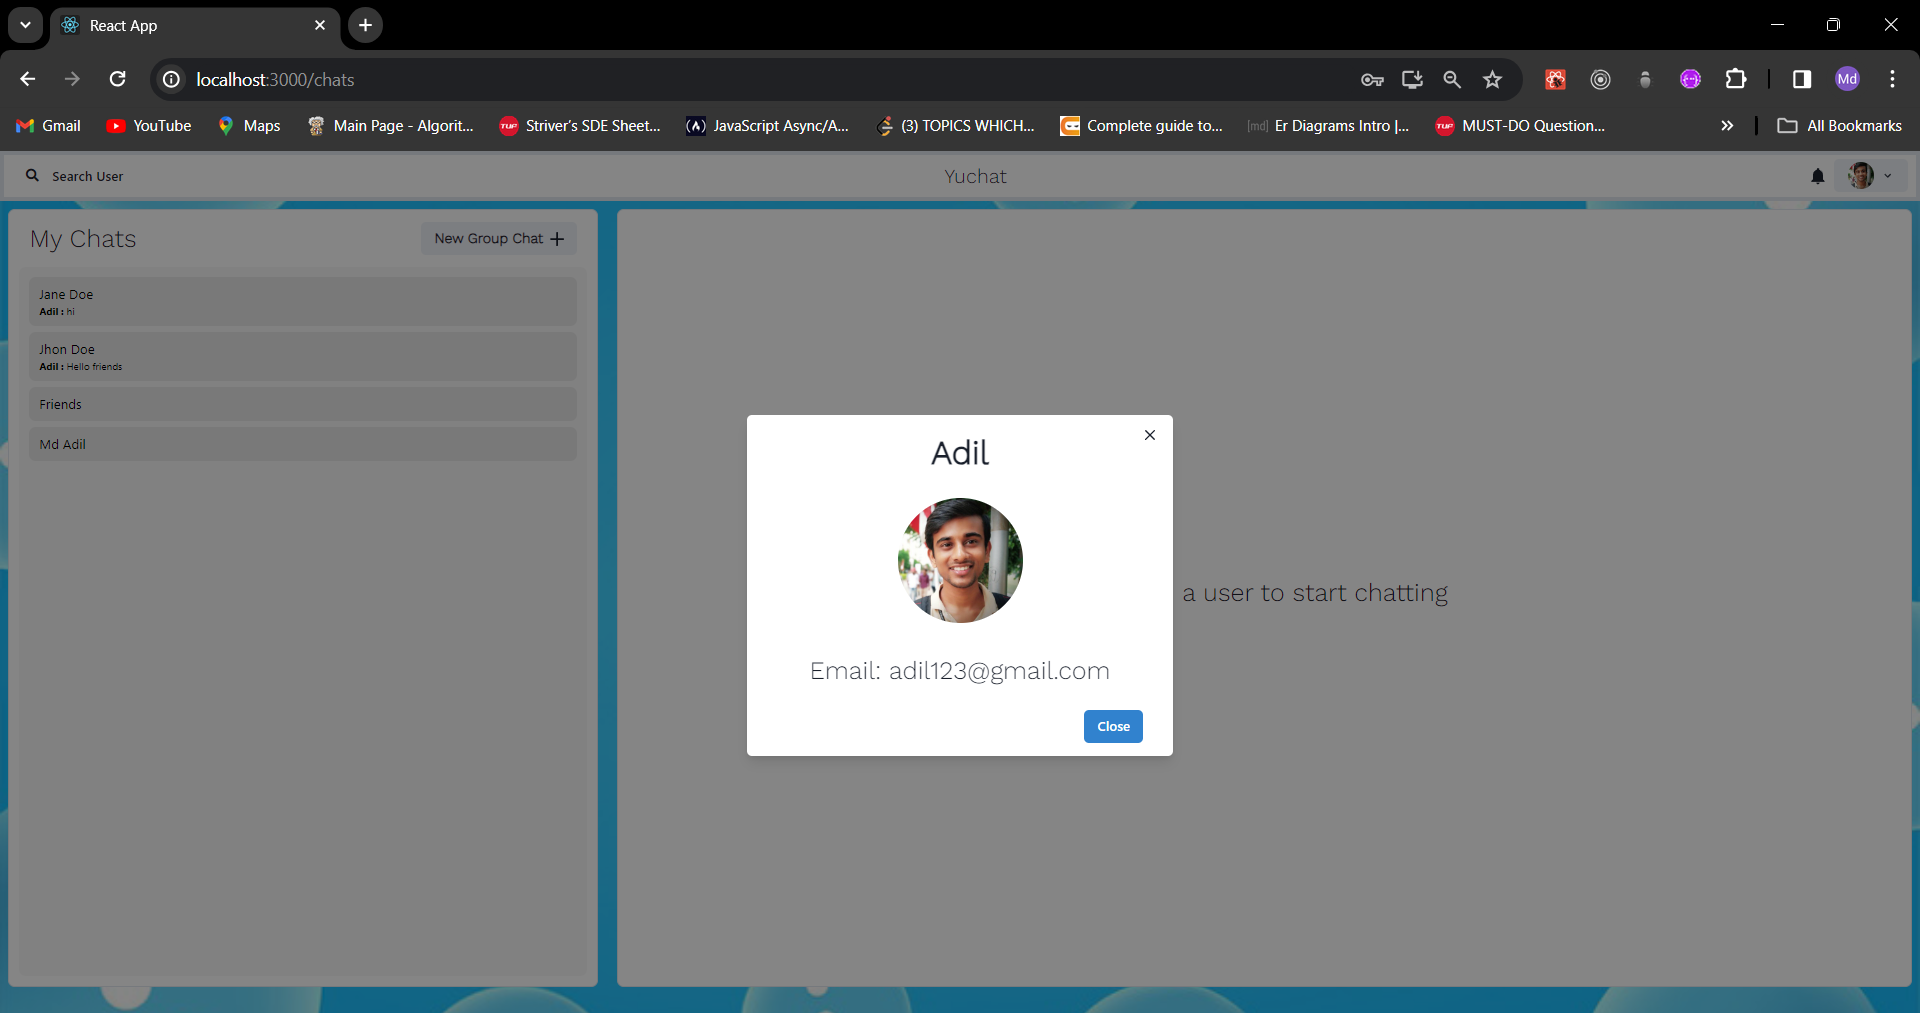 React App
localhost:3000/chats
Md
Gmail
YouTube
Maps
Main Page - Algorit...
Striver's SDE Sheet...
JavaScript Async/A...
(3) TOPICS WHICH...
Complete guide to...
[md] Er Diagrams Intro |...
MUST-DO Question...
All Bookmarks
Search User
Yuchat
My Chats
New Group Chat
Jane Doe
Adil : hi
Jhon Doe
Adil : Hello friends
Friends
Md Adil
a user to start chatting
Adil
Email: adil123@gmail.com
Close